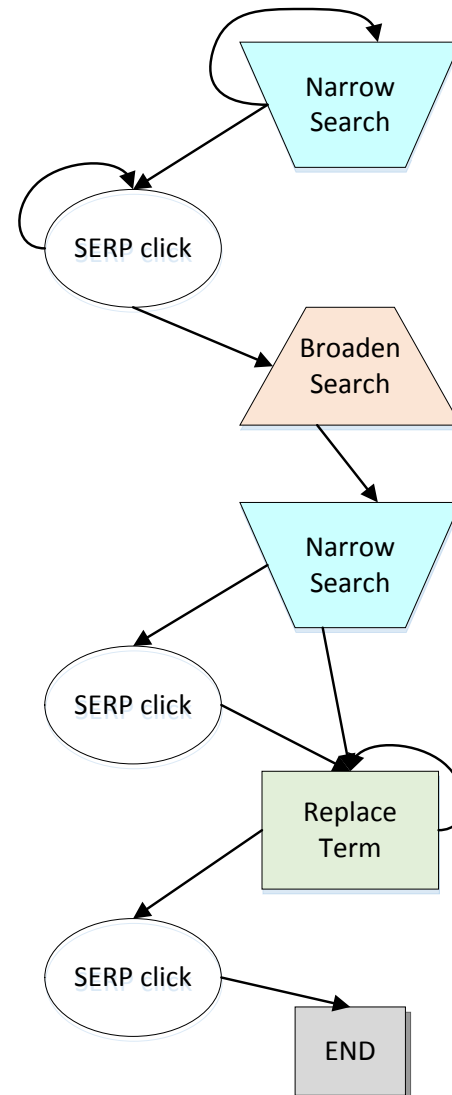 Narrow
Search
SERP click
Broaden
Search
Narrow
Search
SERP click
Replace
Term
SERP click
END